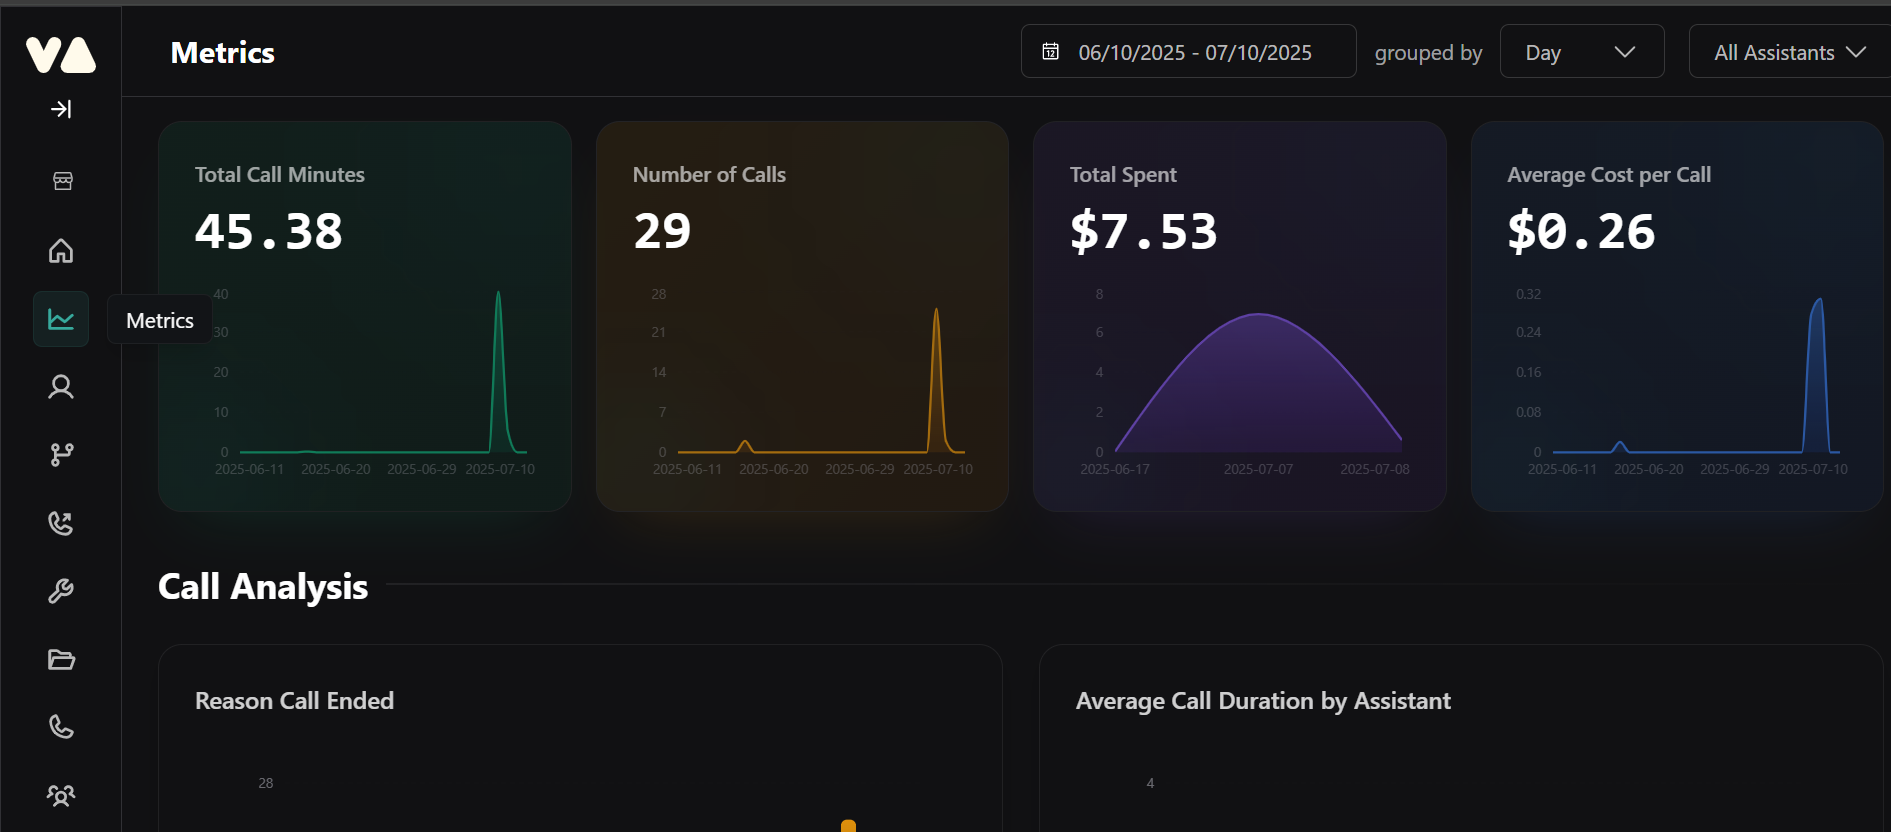 VA
Metrics
06/10/2025 - 07/10/2025
grouped by
Day
All Assistants
Total Call Minutes
45.38
40
30
20
10
0
2025-06-11 2025-06-20 2025-06-29 2025-07-10
Number of Calls
29
28
21
14
7
0
2025-06-11 2025-06-20 2025-06-29 2025-07-10
Total Spent
$7.53
8
6
4
2
0
2025-06-17 2025-07-07 2025-07-08
Average Cost per Call
$0.26
0.32
0.24
0.16
0.08
0
2025-06-11 2025-06-20 2025-06-29 2025-07-10
Metrics
Call Analysis
Reason Call Ended
28
Average Call Duration by Assistant
4